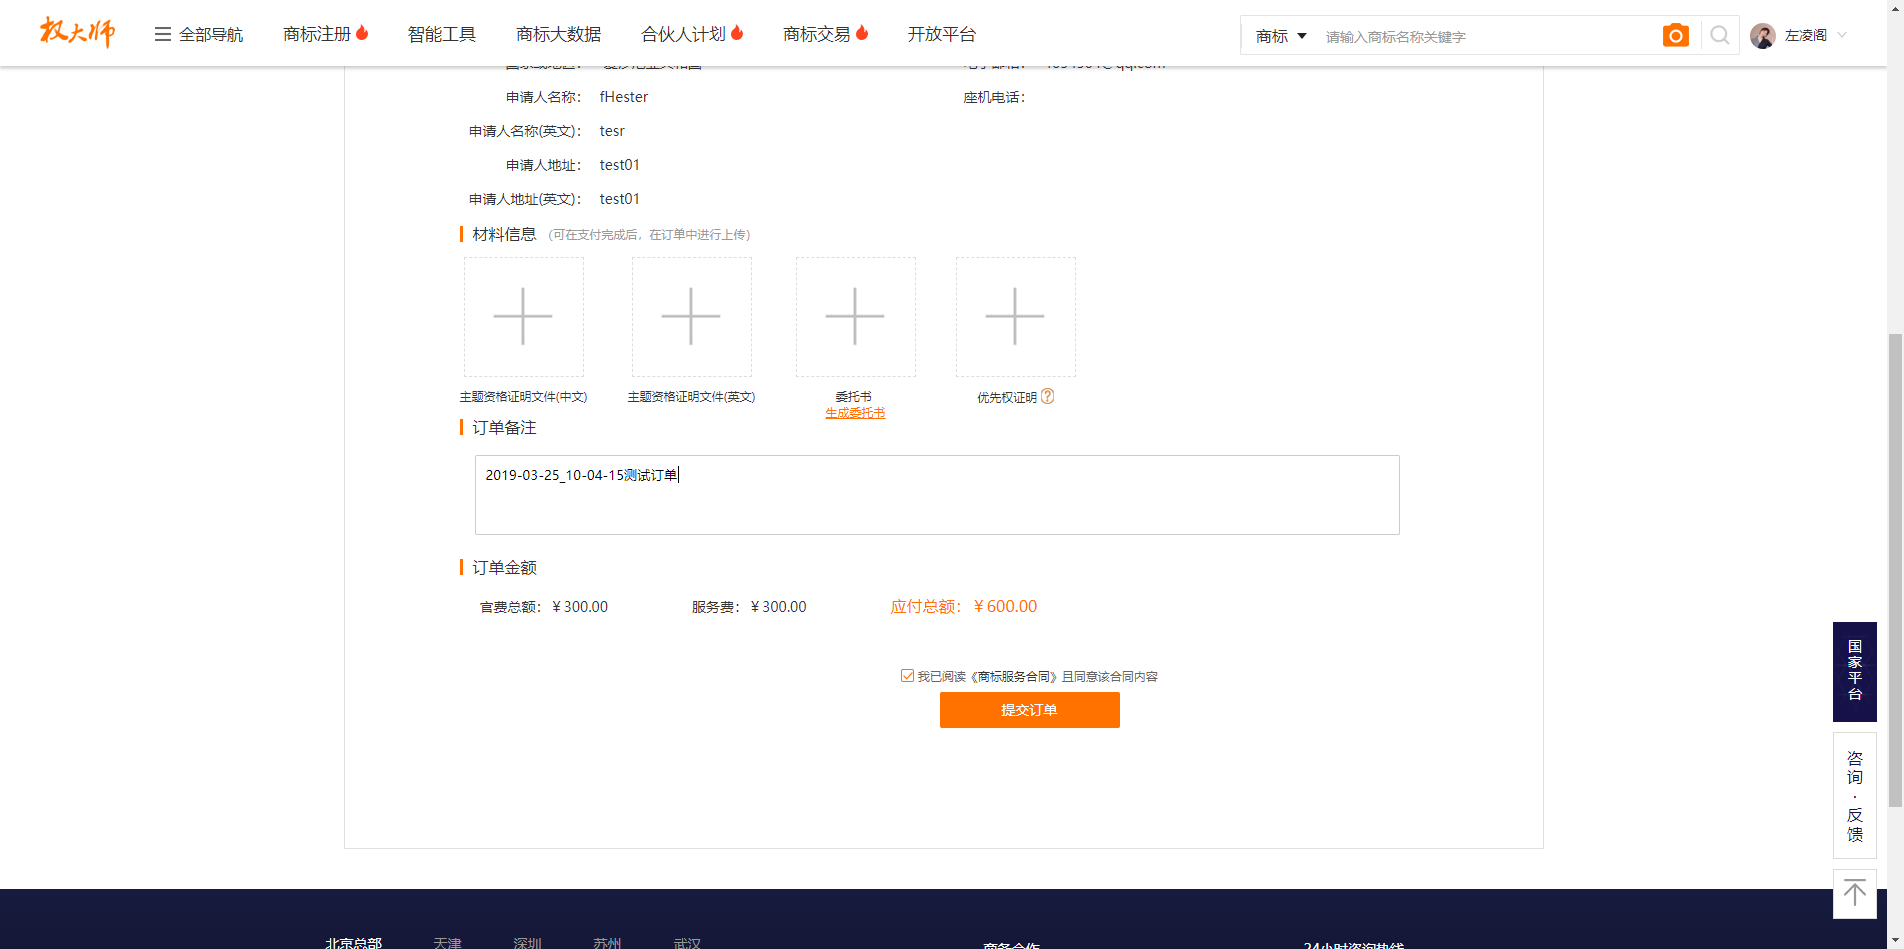 权大师
全部导航 商标注册 智能工具 商标大数据 合伙人计划 商标交易 开放平台
商标 请输入商标名称关键字
左凌阁
申请人名称： fHester
座机电话：
申请人名称(英文)： tesr
申请人地址： test01
申请人地址(英文)： test01
材料信息 (可在支付完成后，在订单中进行上传)
主题资格证明文件(中文) 主题资格证明文件(英文) 委托书 优先权证明
生成委托书
订单备注
2019-03-25_10-04-15测试订单
订单金额
官费总额：￥300.00 服务费：￥300.00 应付总额：￥600.00
我已阅读《商标服务合同》且同意该合同内容
提交订单
国家平台
咨询·反馈
北京总部 天津 深圳 苏州 武汉 商务合作 24小时咨询热线